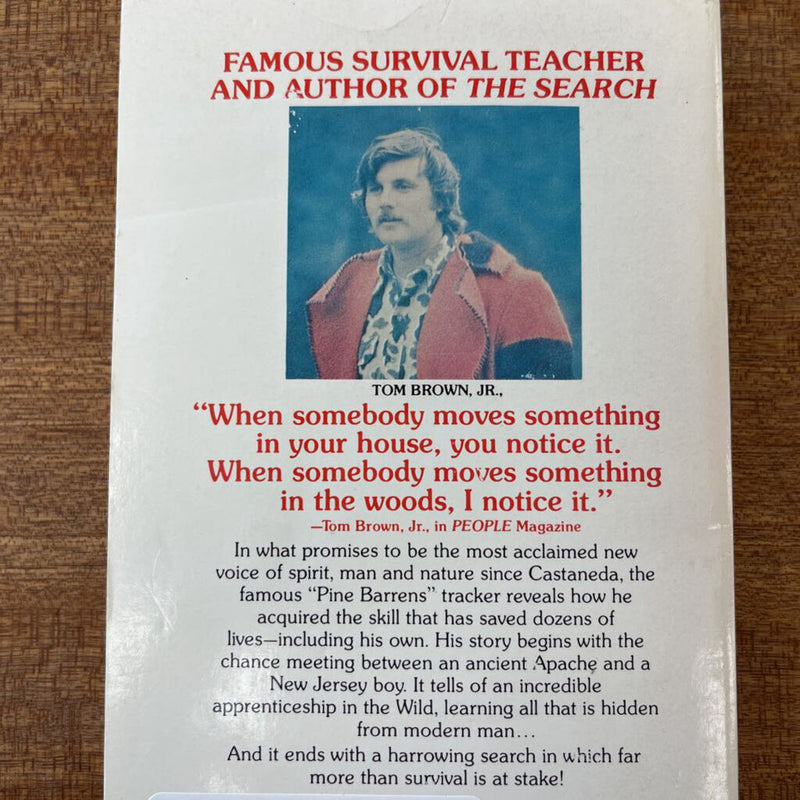 FAMOUS SURVIVAL TEACHER
AND AUTHOR OF THE SEARCH
TOM BROWN, JR.,
“When somebody moves something
in your house, you notice it.
When somebody moves something
in the woods, I notice it.”
—Tom Brown, Jr., in PEOPLE Magazine
In what promises to be the most acclaimed new
voice of spirit, man and nature since Castaneda, the
famous “Pine Barrens” tracker reveals how he
acquired the skill that has saved dozens of
lives—including his own. His story begins with the
chance meeting between an ancient Apache and a
New Jersey boy. It tells of an incredible
apprenticeship in the Wild, learning all that is hidden
from modern man...
And it ends with a harrowing search in which far
more than survival is at stake!